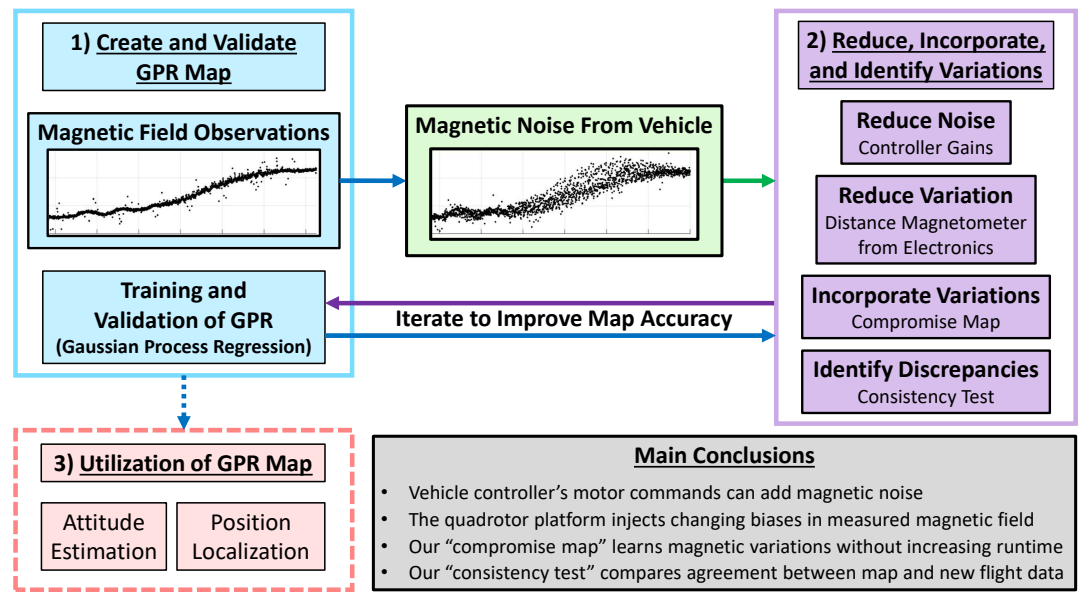 1) Create and Validate
GPR Map
Magnetic Field Observations
Training and
Validation of GPR
(Gaussian Process Regression)
Magnetic Noise From Vehicle
Iterate to Improve Map Accuracy
2) Reduce, Incorporate,
and Identify Variations
Reduce Noise
Controller Gains
Reduce Variation
Distance Magnetometer
from Electronics
Incorporate Variations
Compromise Map
Identify Discrepancies
Consistency Test
3) Utilization of GPR Map
Attitude
Estimation
Position
Localization
Main Conclusions
• Vehicle controller’s motor commands can add magnetic noise
• The quadrotor platform injects changing biases in measured magnetic field
• Our “compromise map” learns magnetic variations without increasing runtime
• Our “consistency test” compares agreement between map and new flight data